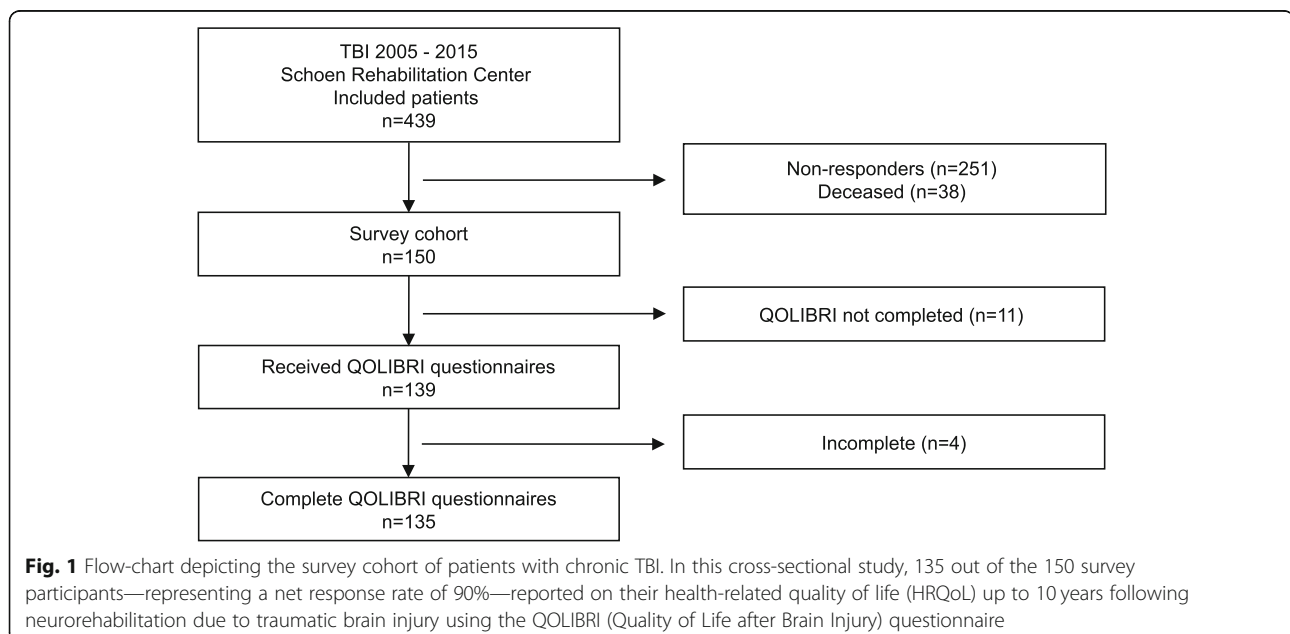 TBI 2005 - 2015
Schoen Rehabilitation Center
Included patients
n=439
Non-responders (n=251)
Deceased (n=38)
Survey cohort
n=150
QOLIBRI not completed (n=11)
Received QOLIBRI questionnaires
n=139
Incomplete (n=4)
Complete QOLIBRI questionnaires
n=135
Fig. 1 Flow-chart depicting the survey cohort of patients with chronic TBI. In this cross-sectional study, 135 out of the 150 survey
participants—representing a net response rate of 90%—reported on their health-related quality of life (HRQoL) up to 10 years following
neurorehabilitation due to traumatic brain injury using the QOLIBRI (Quality of Life after Brain Injury) questionnaire